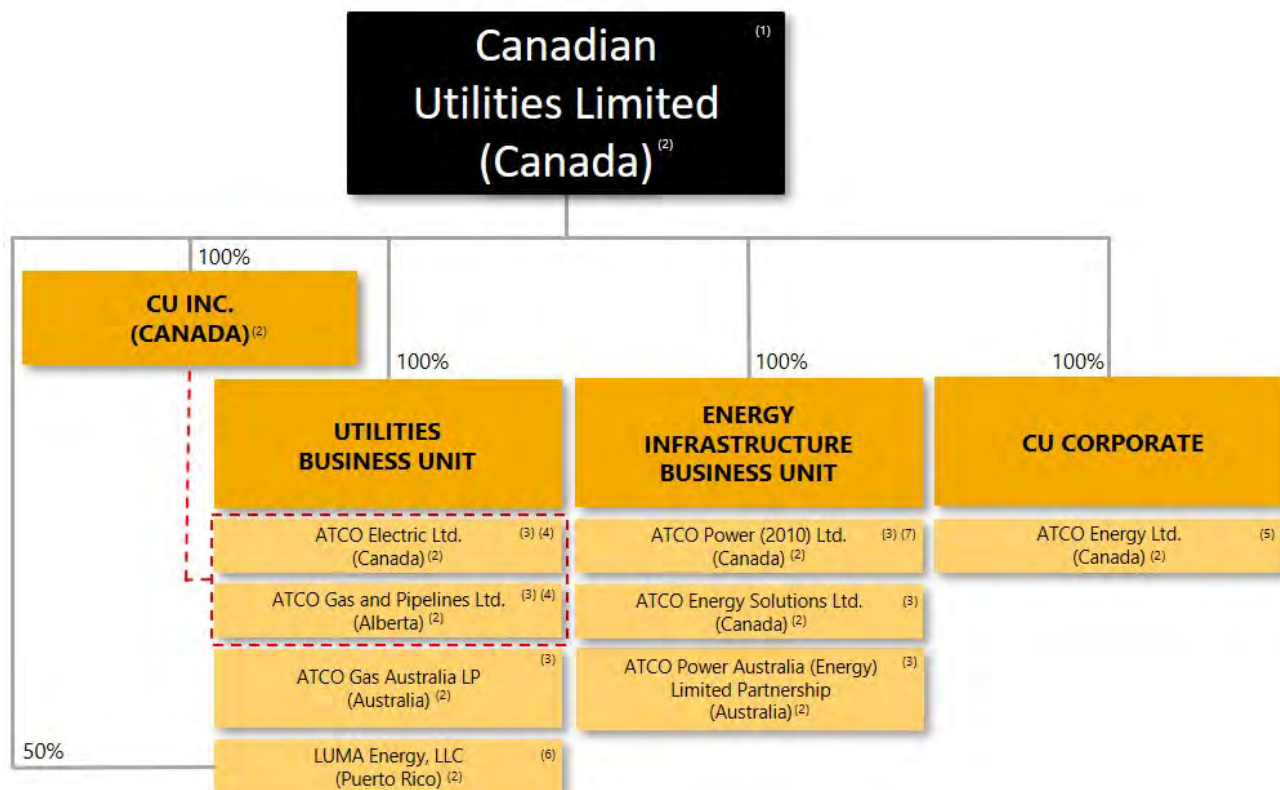 Canadian (1)
Utilities Limited
(Canada) (2)
100%
CU INC.
(CANADA) (2)
100%
100%
100%
UTILITIES
BUSINESS UNIT
ENERGY
INFRASTRUCTURE
BUSINESS UNIT
CU CORPORATE
ATCO Electric Ltd. (3) (4)
(Canada) (2)
ATCO Gas and Pipelines Ltd. (3) (4)
(Alberta) (2)
ATCO Gas Australia LP (3)
(Australia) (2)
50%
LUMA Energy, LLC (6)
(Puerto Rico) (2)
ATCO Power (2010) Ltd. (3) (7)
(Canada) (2)
ATCO Energy Solutions Ltd. (3)
(Canada) (2)
ATCO Power Australia (Energy) (3)
Limited Partnership
(Australia) (2)
ATCO Energy Ltd. (5)
(Canada) (2)